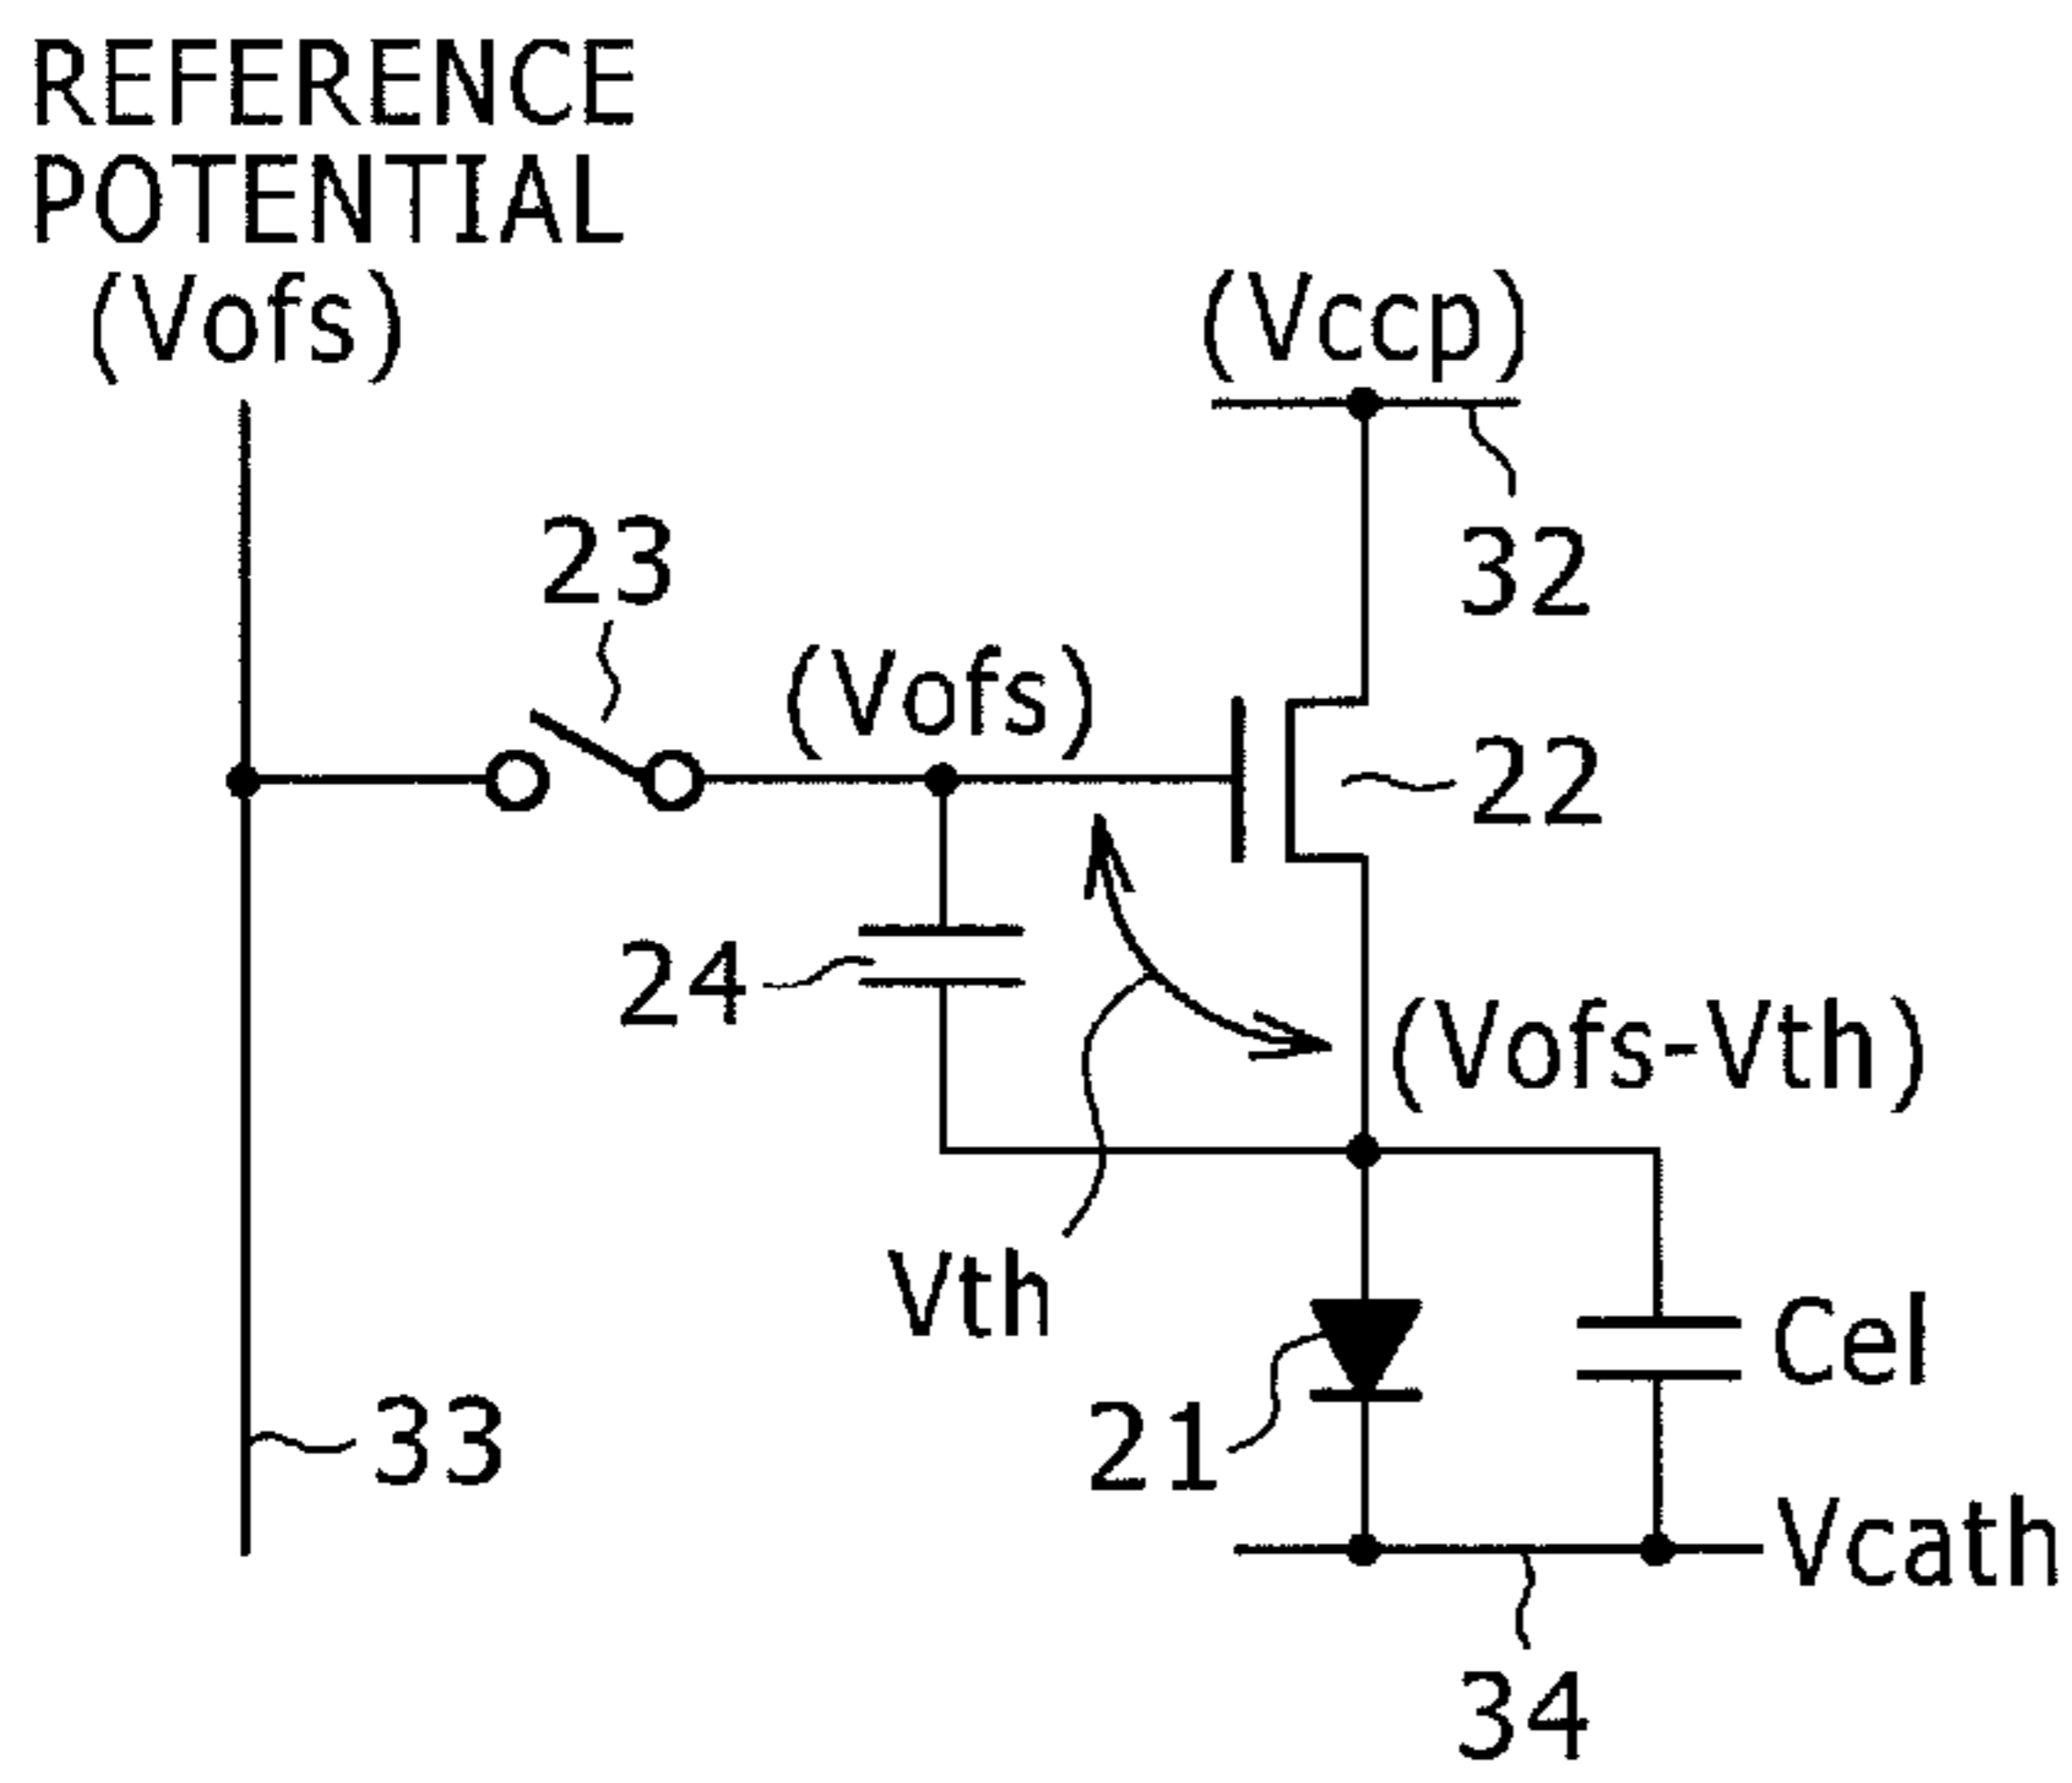 REFERENCE
POTENTIAL
(Vofs)
(Vccp)
32
23
(Vofs)
22
24
(Vofs-Vth)
Vth
Cel
21
33
Vcath
34